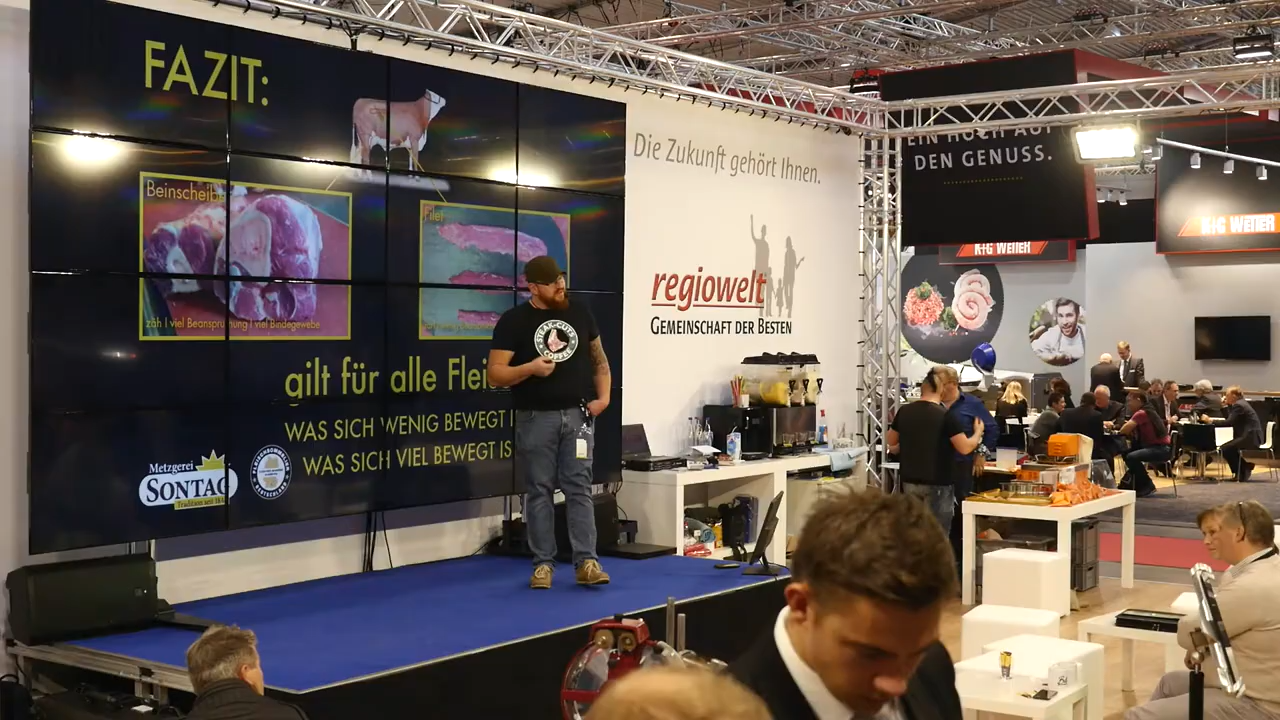 FAZIT:
Beinscheibe
Filet
zäh | viel Beanspruchung | viel Bindegewebe
gilt für alle
WAS SICH WENIG BEWEGT
WAS SICH VIEL BEWEGT
Metzgerei
SONTAG
Tradition seit
STEAK-CUTS
COFFEE
Die Zukunft gehört Ihnen.
regiowelt
GEMEINSCHAFT DER BESTEN
EIN HOCH AUF
DEN GENUSS.
K+G WETTER
K+G WETTER